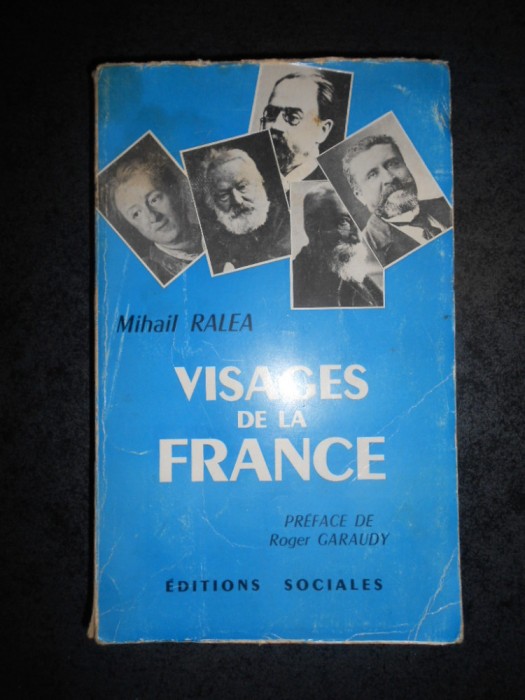 Mihail RALEA
VISAGES
DE LA
FRANCE
PRÉFACE DE
Roger GARAUDY
ÉDITIONS SOCIALES